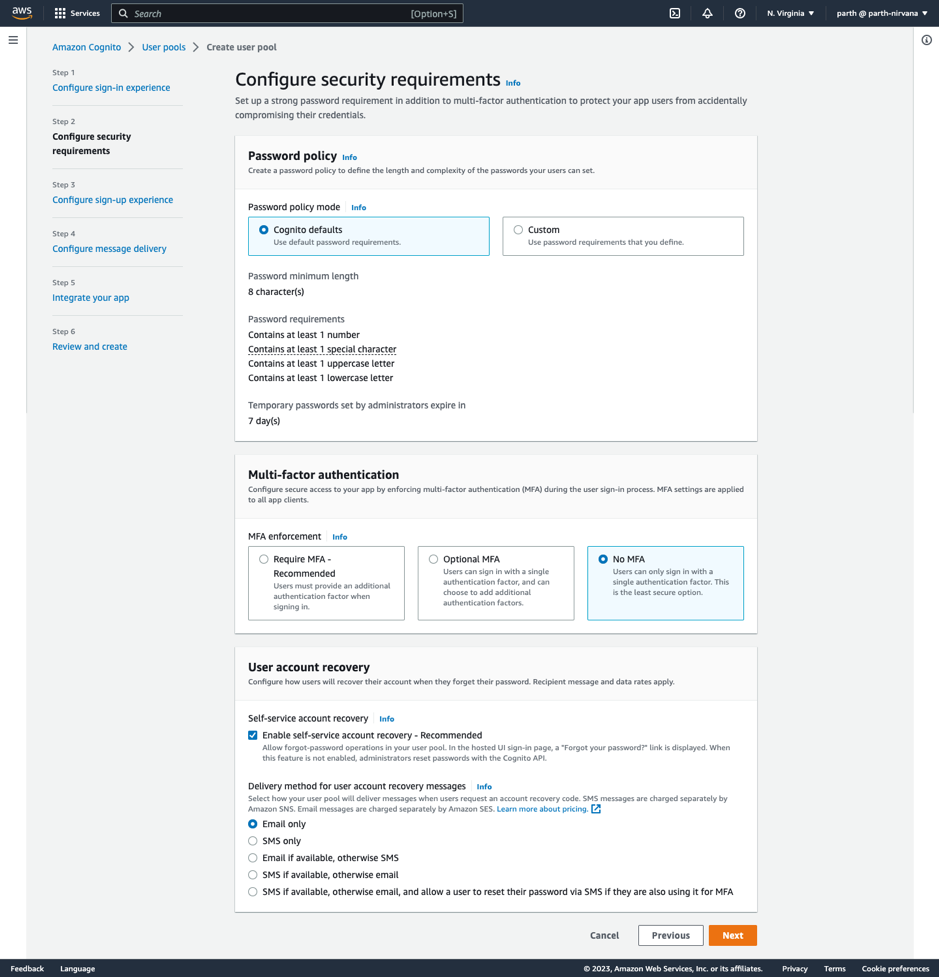 aws
Services
Search
[Option+S]
N. Virginia
parth @ parth-nirvana
Amazon Cognito
User pools
Create user pool
Step 1
Configure sign-in experience
Step 2
Configure security
requirements
Step 3
Configure sign-up experience
Step 4
Configure message delivery
Step 5
Integrate your app
Step 6
Review and create
Configure security requirements Info
Set up a strong password requirement in addition to multi-factor authentication to protect your app users from accidentally
compromising their credentials.
Password policy Info
Create a password policy to define the length and complexity of the passwords your users can set.
Password policy mode Info
Cognito defaults
Use default password requirements.
Custom
Use password requirements that you define.
Password minimum length
8 character(s)
Password requirements
Contains at least 1 number
Contains at least 1 special character
Contains at least 1 uppercase letter
Contains at least 1 lowercase letter
Temporary passwords set by administrators expire in
7 day(s)
Multi-factor authentication
Configure secure access to your app by enforcing multi-factor authentication (MFA) during the user sign-in process. MFA settings are applied
to all app clients.
MFA enforcement Info
Require MFA -
Recommended
Users must provide an additional
authentication factor when
signing in.
Optional MFA
Users can sign in with a single
authentication factor, and can
choose to add additional
authentication factors.
No MFA
Users can only sign in with a
single authentication factor. This
is the least secure option.
User account recovery
Configure how users will recover their account when they forget their password. Recipient message and data rates apply.
Self-service account recovery Info
Enable self-service account recovery - Recommended
Allow forgot-password operations in your user pool. In the hosted UI sign-in page, a "Forgot your password?" link is displayed. When
this feature is not enabled, administrators reset passwords with the Cognito API.
Delivery method for user account recovery messages Info
Select how your user pool will deliver messages when users request an account recovery code. SMS messages are charged separately by
Amazon SNS. Email messages are charged separately by Amazon SES. Learn more about pricing.
Email only
SMS only
Email if available, otherwise SMS
SMS if available, otherwise email
SMS if available, otherwise email, and allow a user to reset their password via SMS if they are also using it for MFA
Cancel
Previous
Next
Feedback
Language
© 2023, Amazon Web Services, Inc. or its affiliates.
Privacy
Terms
Cookie preferences